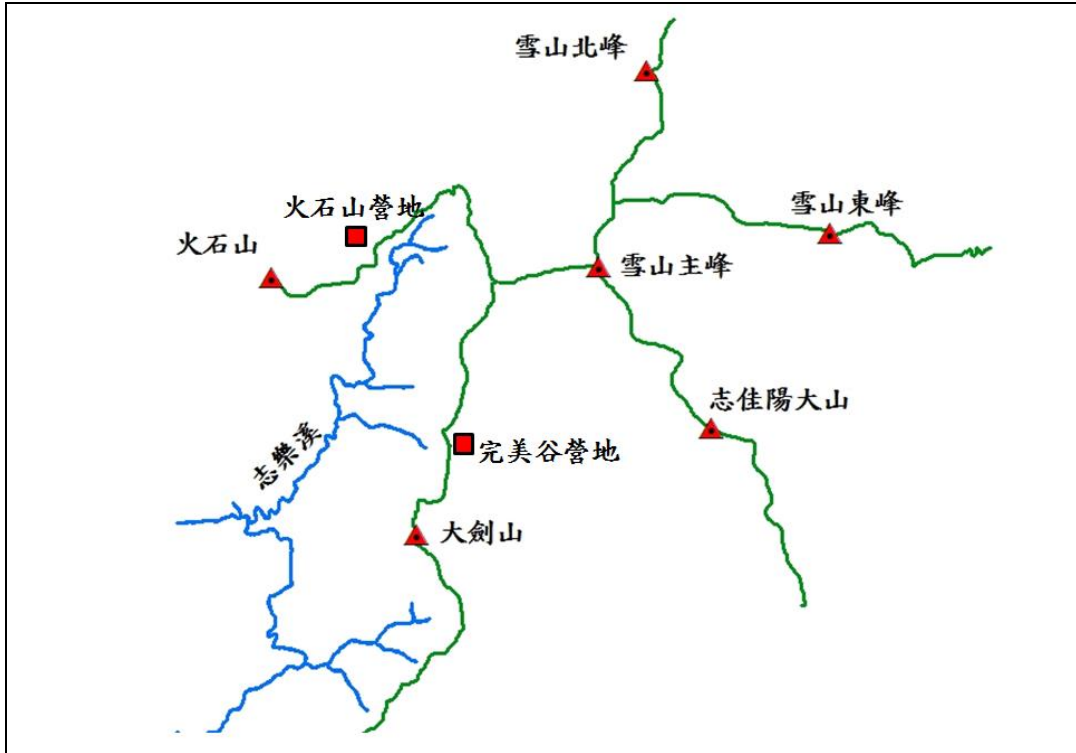 雪山北峰
火石山營地
雪山東峰
火石山
雪山主峰
志佳陽大山
志樂溪
完美谷營地
大劍山